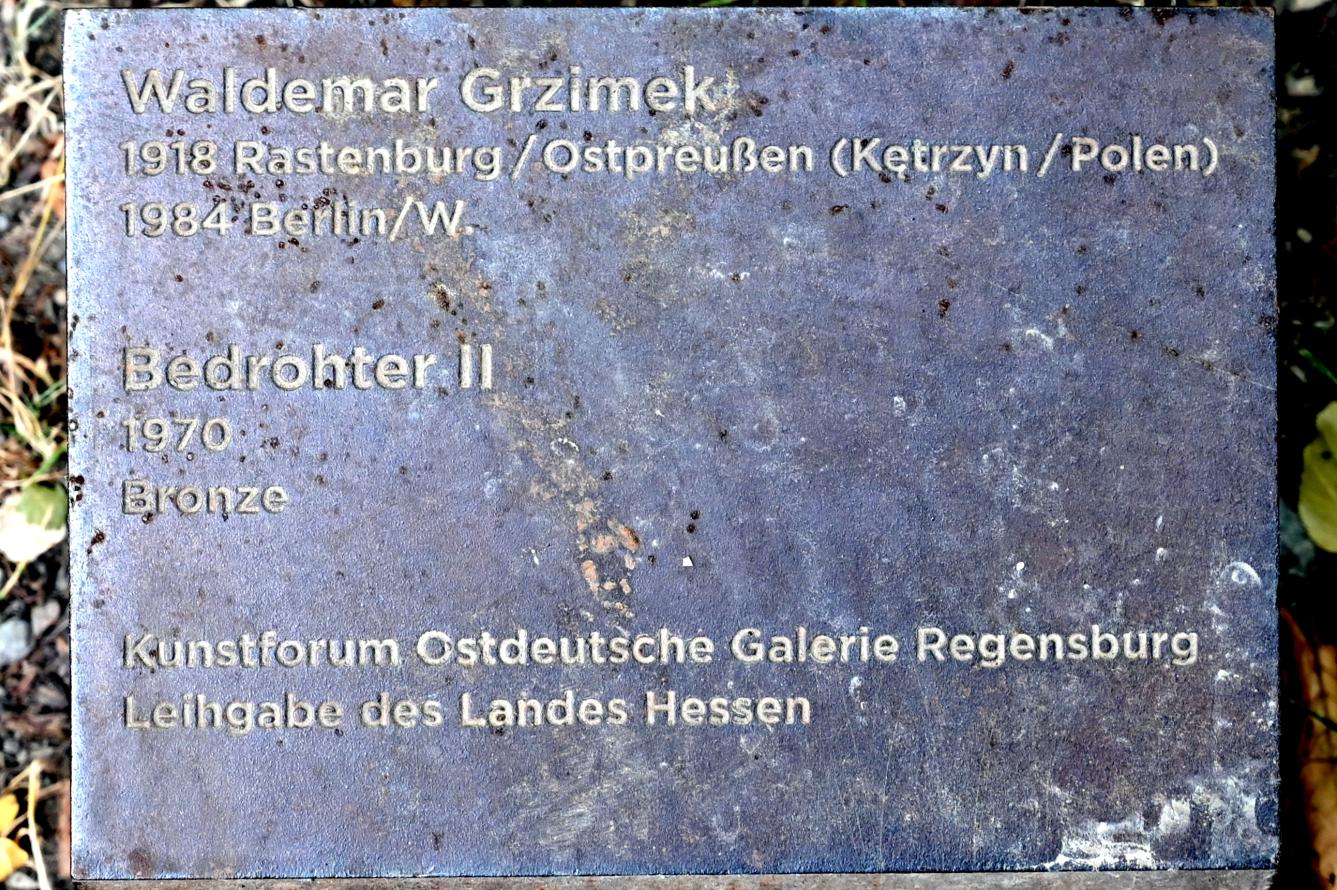 Waldemar Grzimek
1918 Rastenburg/Ostpreußen (Kętrzyn/Polen)
1984 Berlin/W.
Bedrohter II
1970
Bronze
Kunstforum Ostdeutsche Galerie Regensburg
Leihgabe des Landes Hessen